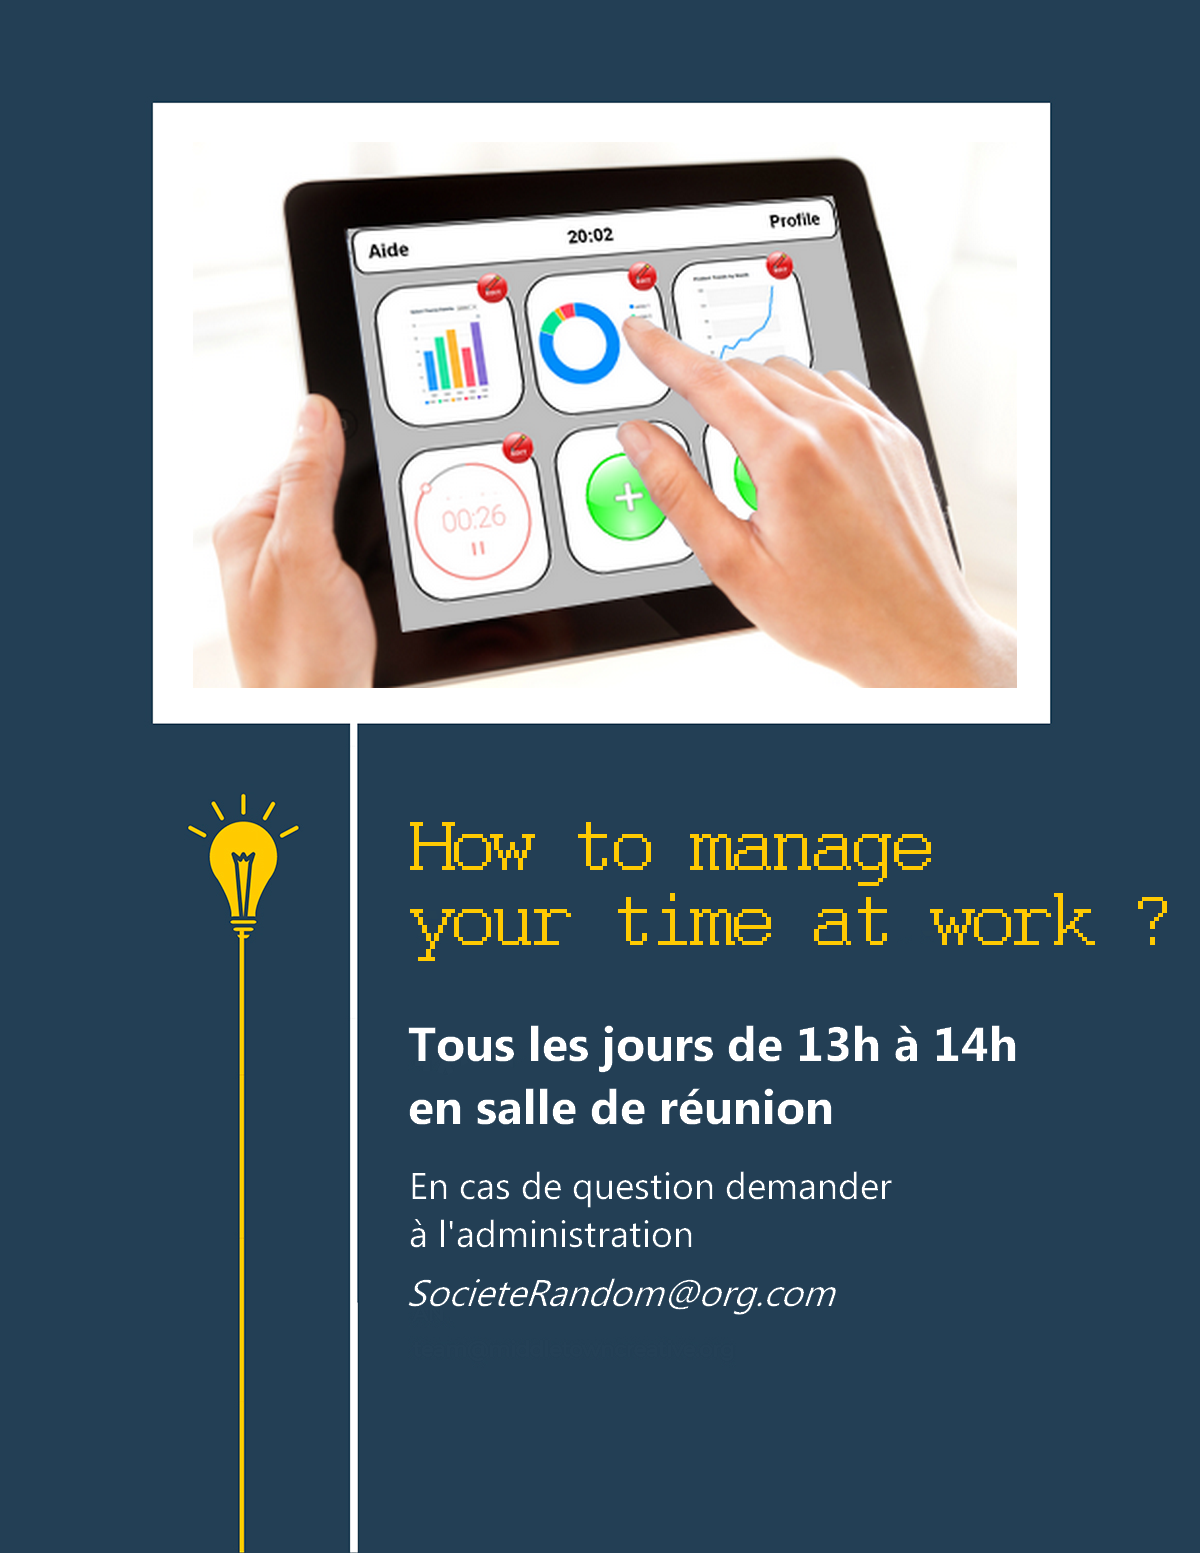 Aide
20:02
Profile
00:26
How to manage
your time at work ?
Tous les jours de 13h à 14h
en salle de réunion
En cas de question demander
à l'administration
SocieteRandom@org.com